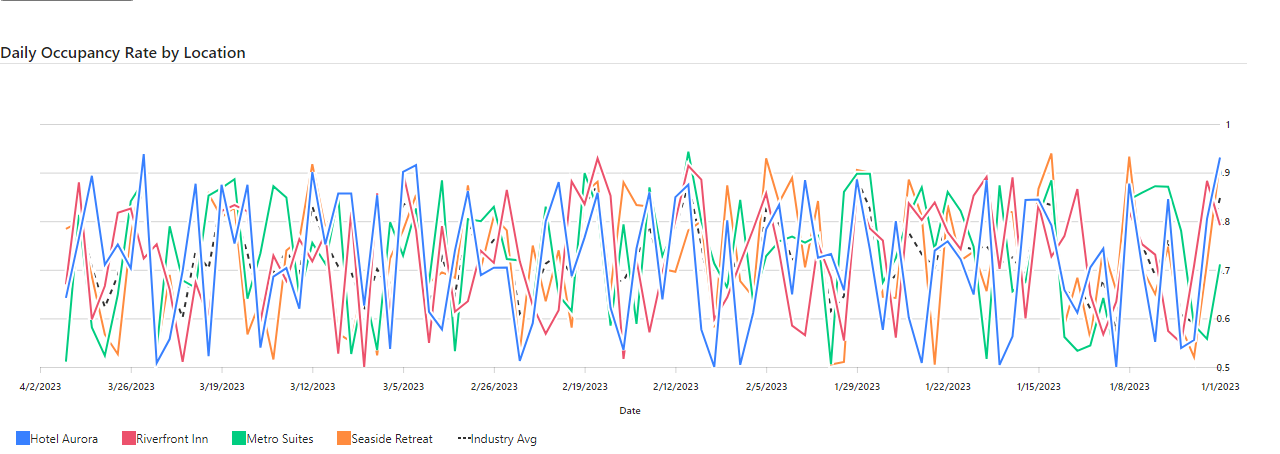 Daily Occupancy Rate by Location
1
.9
0.8
.7
0.6
0.5
4/2/2023 3/26/2023 3/19/2023 3/12/2023 3/5/2023 2/26/2023 2/19/2023 2/12/2023 2/5/2023 1/29/2023 1/22/2023 1/15/2023 1/8/2023 1/1/2023
Date
Hotel Aurora Riverfront Inn Metro Suites Seaside Retreat Industry Avg